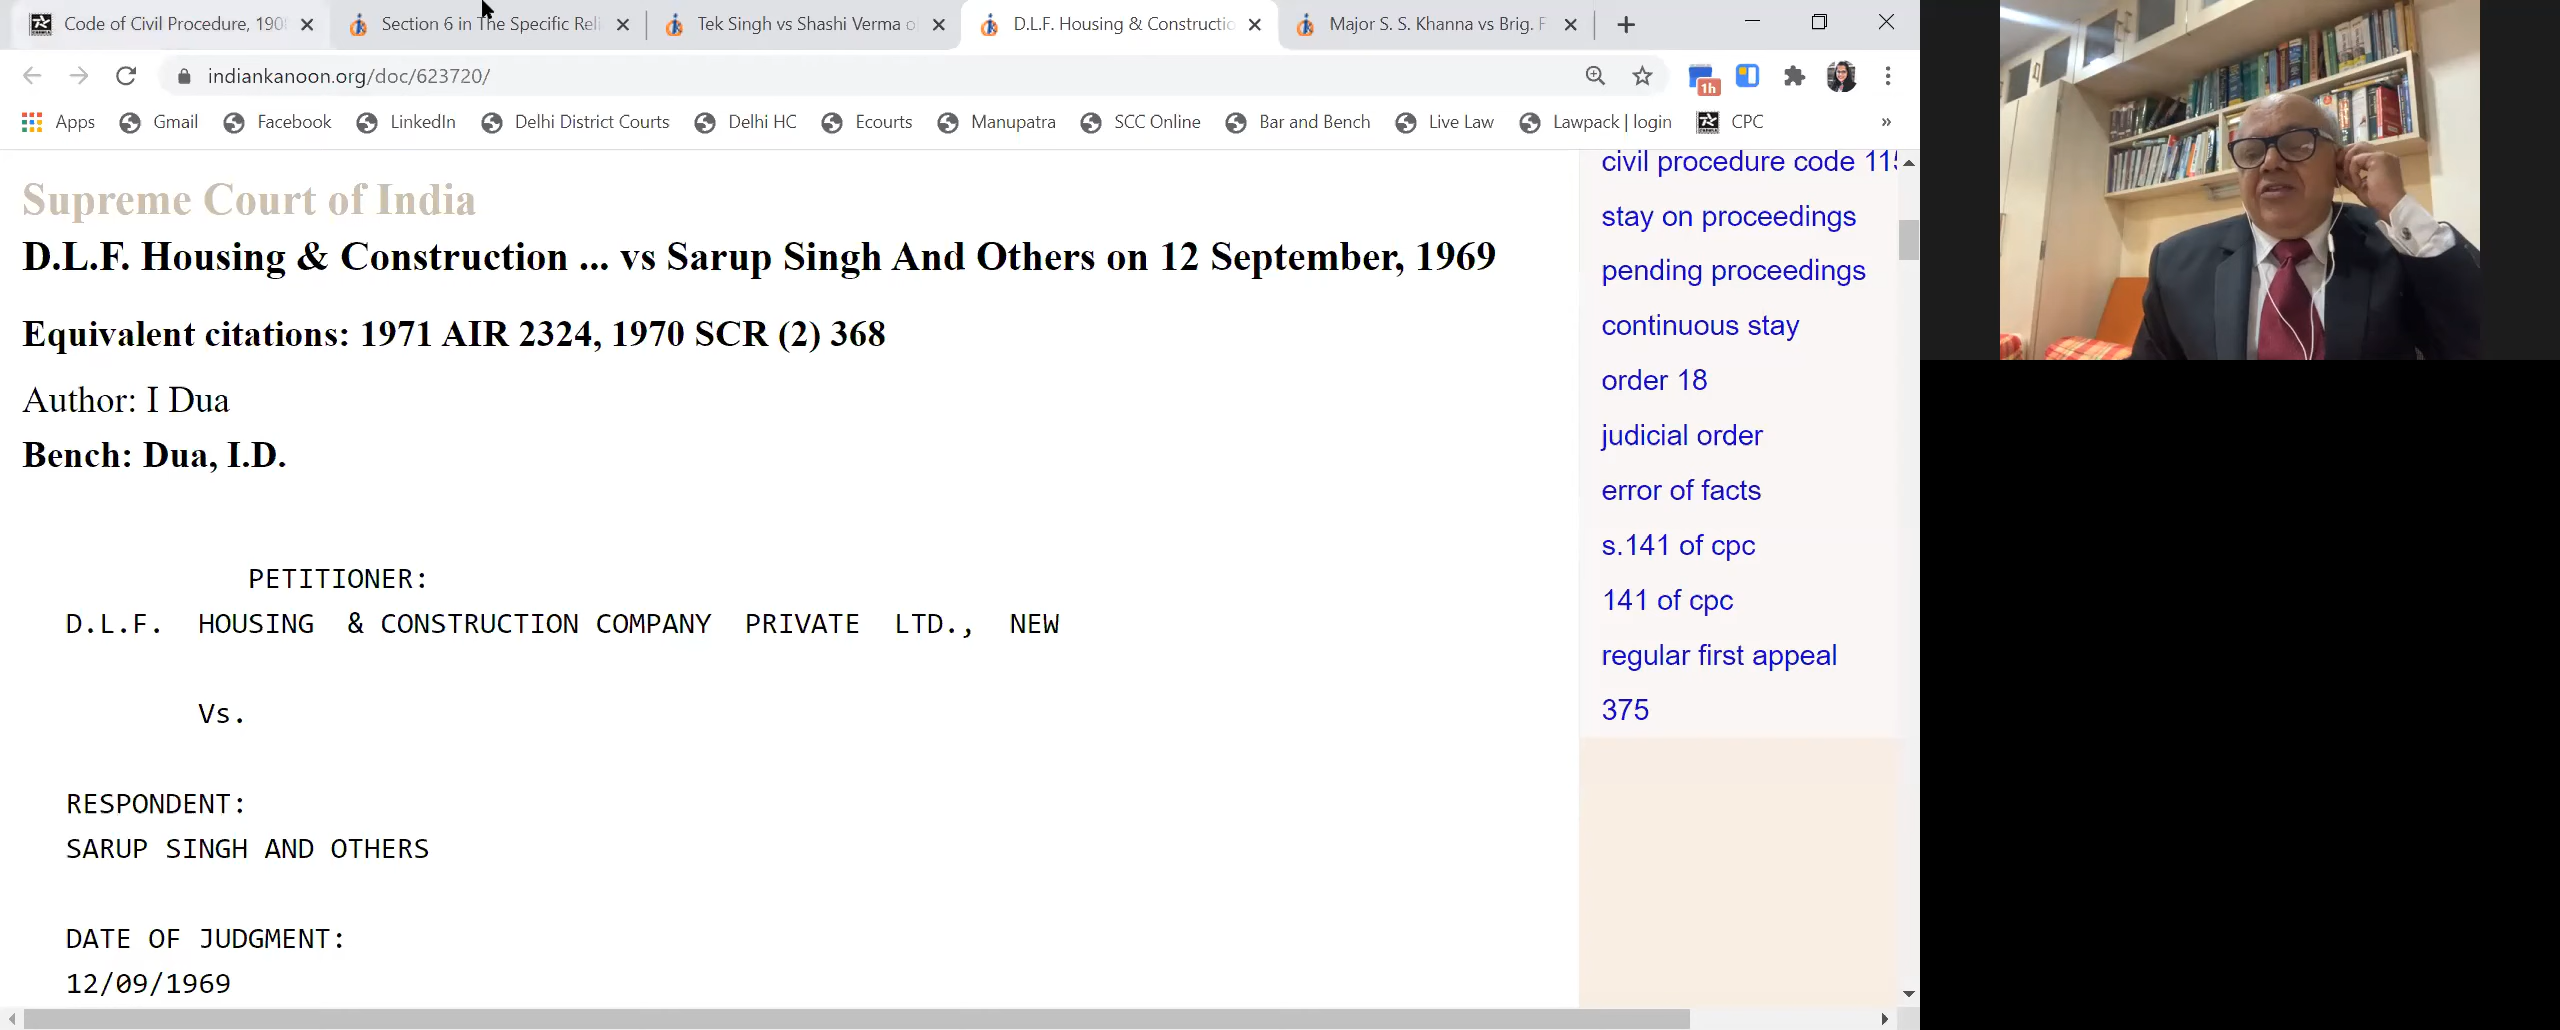 Code of Civil Procedure, 190
Section 6 in The Specific Reli
Tek Singh vs Shashi Verma o
D.L.F. Housing & Constructio
Major S. S. Khanna vs Brig. F
indiankanoon.org/doc/623720/
1h
Apps
Gmail
Facebook
LinkedIn
Delhi District Courts
Delhi HC
Ecourts
Manupatra
SCC Online
Bar and Bench
Live Law
Lawpack | login
CPC
»
Supreme Court of India
D.L.F. Housing & Construction ... vs Sarup Singh And Others on 12 September, 1969
Equivalent citations: 1971 AIR 2324, 1970 SCR (2) 368
Author: I Dua
Bench: Dua, I.D.
PETITIONER:
D.L.F. HOUSING & CONSTRUCTION COMPANY PRIVATE LTD., NEW
Vs.
RESPONDENT:
SARUP SINGH AND OTHERS
DATE OF JUDGMENT:
12/09/1969
civil procedure code 115
stay on proceedings
pending proceedings
continuous stay
order 18
judicial order
error of facts
s.141 of cpc
141 of cpc
regular first appeal
375